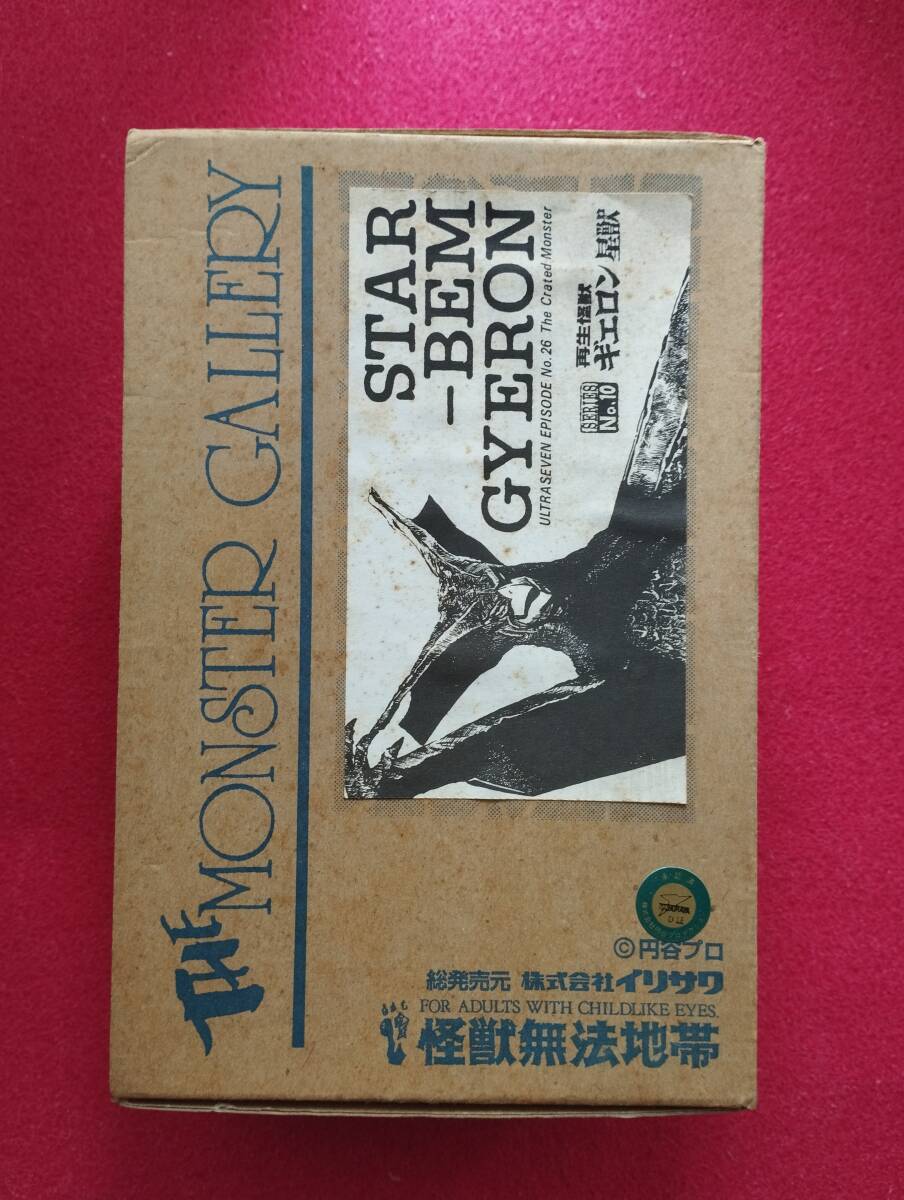 THE MONSTER GALLERY
STAR
-BEM
GYERON
ULTRASEVEN EPISODE No.26 The Crated Monster
再生怪獣
SERIES No.10 ギエロン星獣
©円谷プロ
総発売元 株式会社イリサワ
FOR ADULTS WITH CHILDLIKE EYES.
怪獣無法地帯